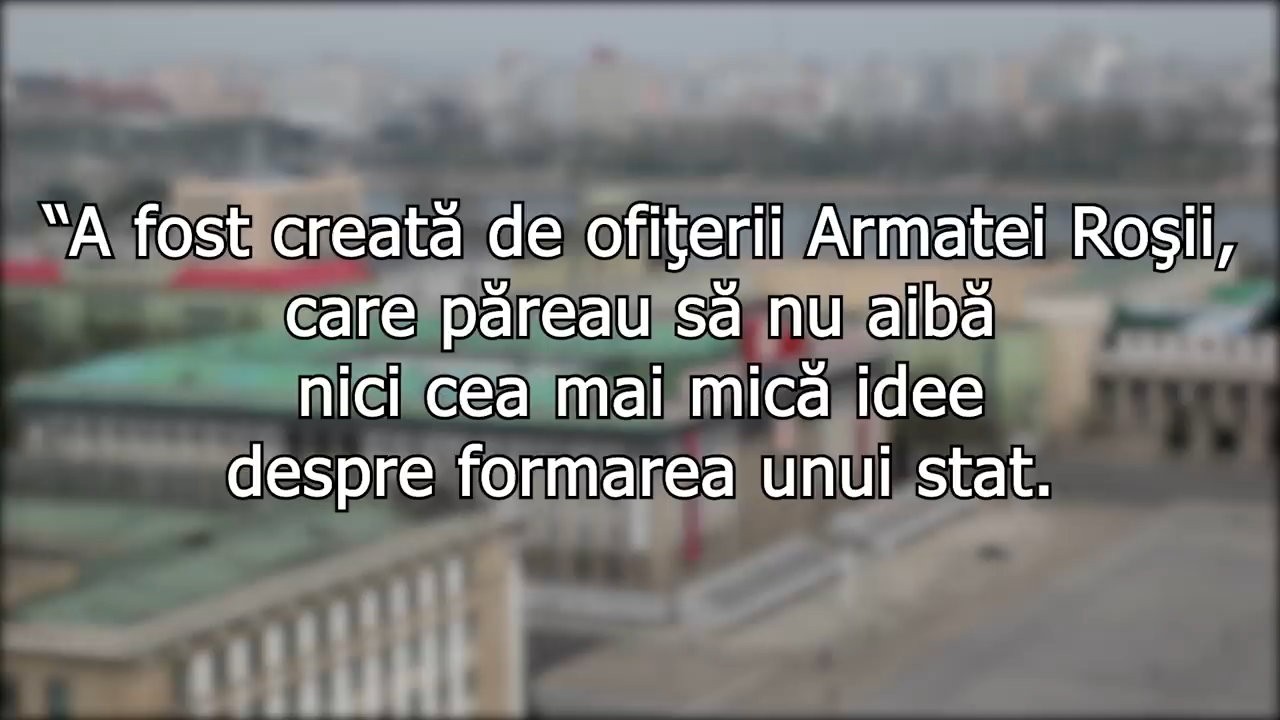 “A fost creată de ofiţerii Armatei Roşii,
care păreau să nu aibă
nici cea mai mică idee
despre formarea unui stat.